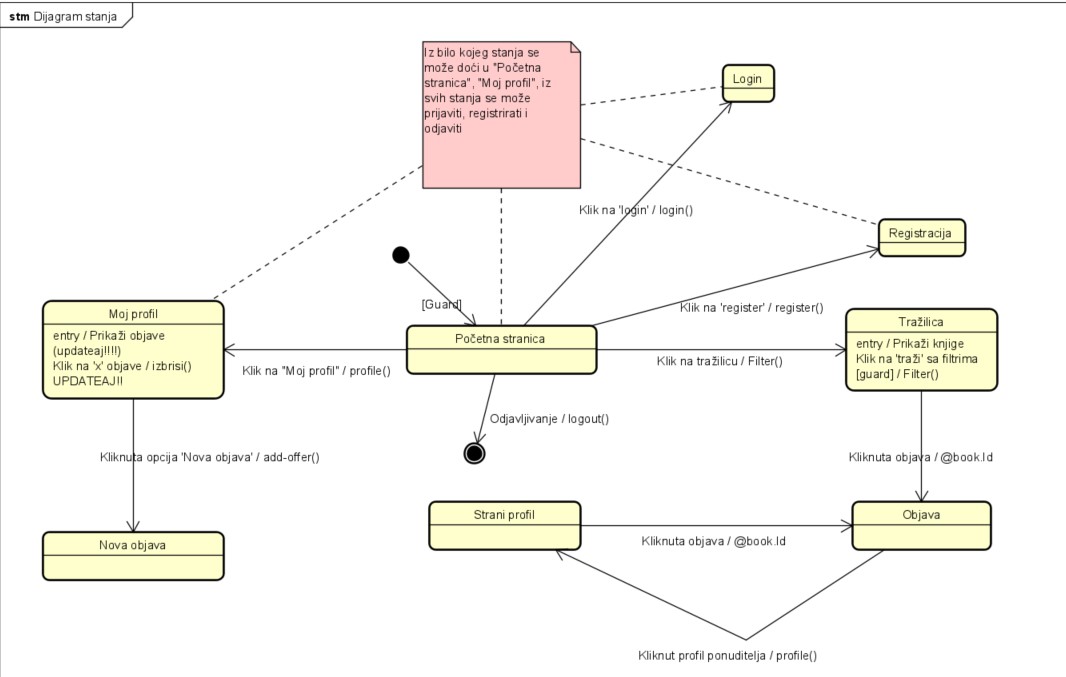 stm Dijagram stanja
Iz bilo kojeg stanja se
može doći u "Početna
stranica", "Moj profil", iz
svih stanja se može
prijaviti, registrirati i
odjaviti
Login
Klik na 'login' / login()
Registracija
[Guard]
Klik na 'register' / register()
Moj profil
entry / Prikaži objave
(updateaj!!!!)
Klik na 'x' objave / izbrisi()
UPDATEAJ!!
Početna stranica
Tražilica
entry / Prikaži knjige
Klik na 'traži' sa filtrima
[guard] / Filter()
Klik na "Moj profil" / profile()
Klik na tražilicu / Filter()
Odjavljivanje / logout()
Kliknuta opcija 'Nova objava' / add-offer()
Kliknuta objava / @book.Id
Strani profil
Objava
Nova objava
Kliknuta objava / @book.Id
Kliknut profil ponuditelja / profile()